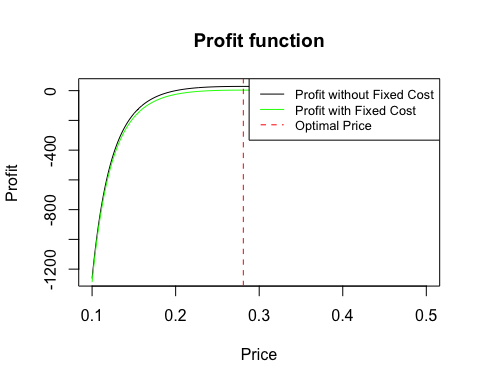 Profit function
Profit without Fixed Cost
Profit with Fixed Cost
Optimal Price
Profit
0
-400
-800
-1200
0.1 0.2 0.3 0.4 0.5
Price